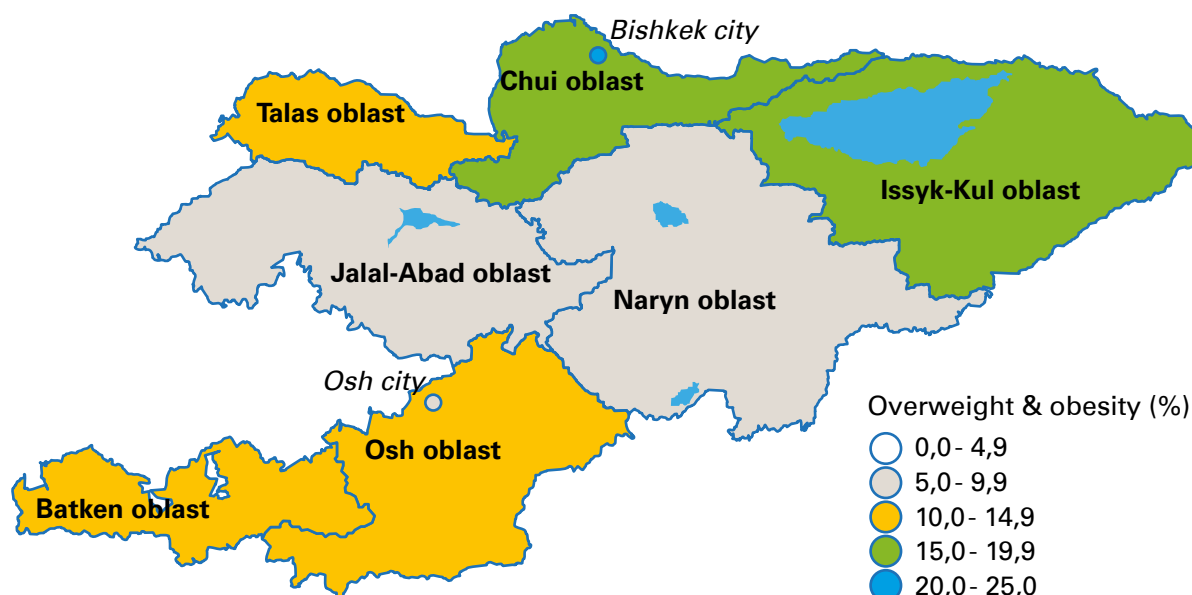 Bishkek city
Chui oblast
Talas oblast
Issyk-Kul oblast
Jalal-Abad oblast
Naryn oblast
Osh city
Osh oblast
Batken oblast
Overweight & obesity (%)
0,0 - 4,9
5,0 - 9,9
10,0 - 14,9
15,0 - 19,9
20,0 - 25,0